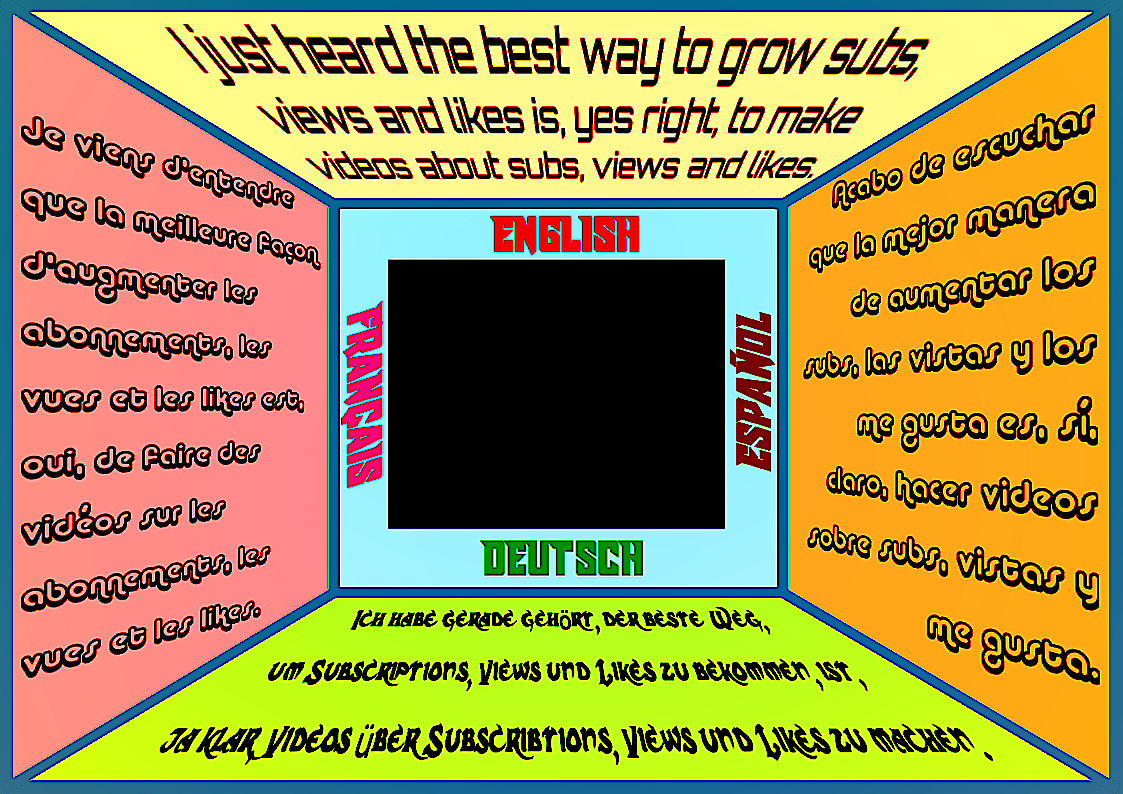 I just heard the best way to grow subs,
views and likes is, yes right, to make
videos about subs, views and likes.
Je viens d'entendre
que la meilleure façon
d'augmenter les
abonnements, les
vues et les likes est,
oui, de faire des
vidéos sur les
abonnements, les
vues et les likes.
ENGLISH
FRANÇAIS
ESPAÑOL
DEUTSCH
Acabo de escuchar
que la mejor manera
de aumentar los
subs, las vistas y los
me gusta es, sí,
claro, hacer videos
sobre subs, vistas y
me gusta.
Ich habe gerade gehört, der beste Weg,
um Subscriptions, Views und Likes zu bekommen, ist,
ja klar Videos über Subscribtions, Views und Likes zu machen.